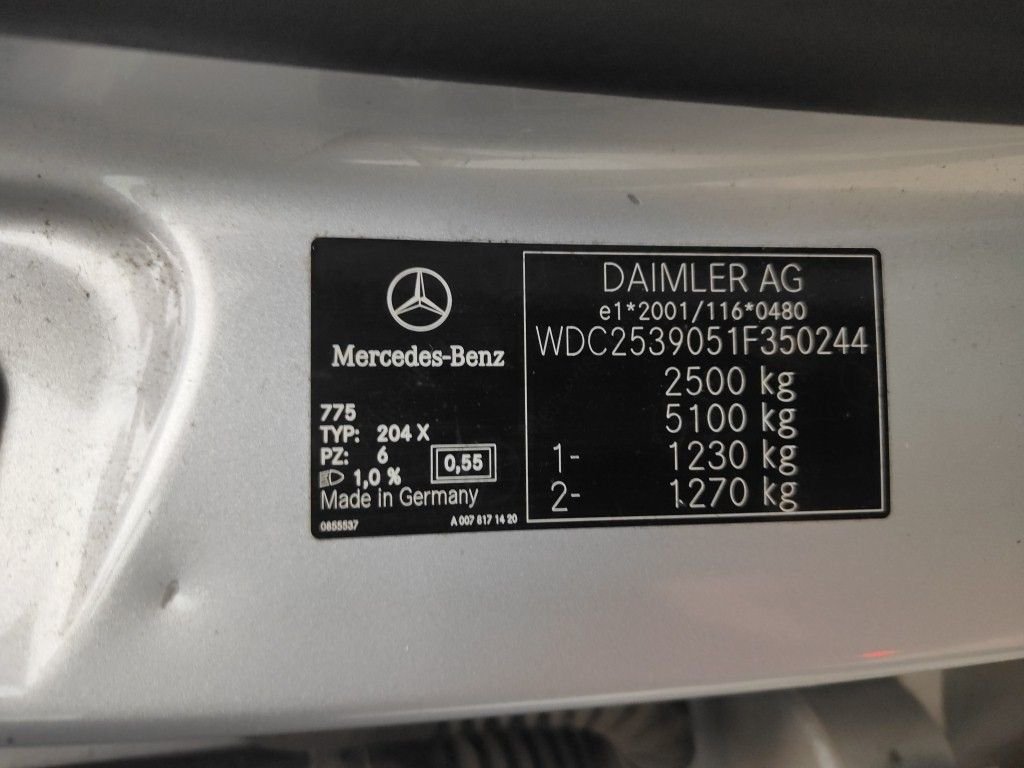 Mercedes-Benz
775
TYP: 204 X
PZ: 6
1,0 %
0,55
Made in Germany
0855537
A 007 817 14 20
DAIMLER AG
e1*2001/116*0480
WDC2539051F350244
2500 kg
5100 kg
1- 1230 kg
2- 1270 kg